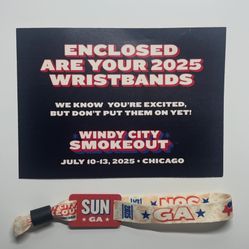 ENCLOSED
ARE YOUR 2025
WRISTBANDS
WE KNOW YOU'RE EXCITED,
BUT DON'T PUT THEM ON YET!
WINDY CITY
SMOKEOUT
JULY 10-13, 2025 • CHICAGO
SUN
GA
SUN
GA